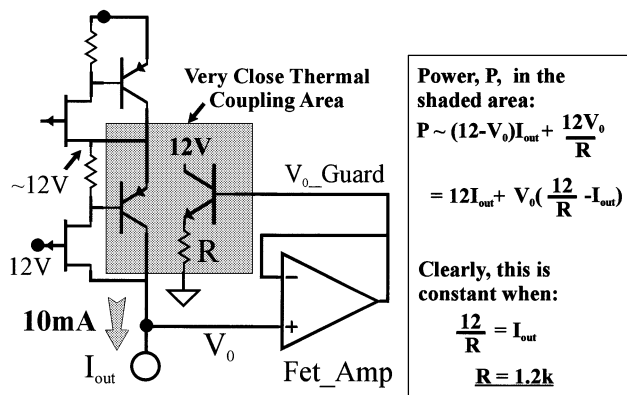 Very Close Thermal
Coupling Area
12V
V0_Guard
~12V
12V
R
−
+
10mA
V0
Iout
Fet_Amp
Power, P, in the
shaded area:
P ~ (12-V0)Iout + 12V0/R
= 12Iout + V0(12/R - Iout)
Clearly, this is
constant when:
12/R = Iout
R = 1.2k